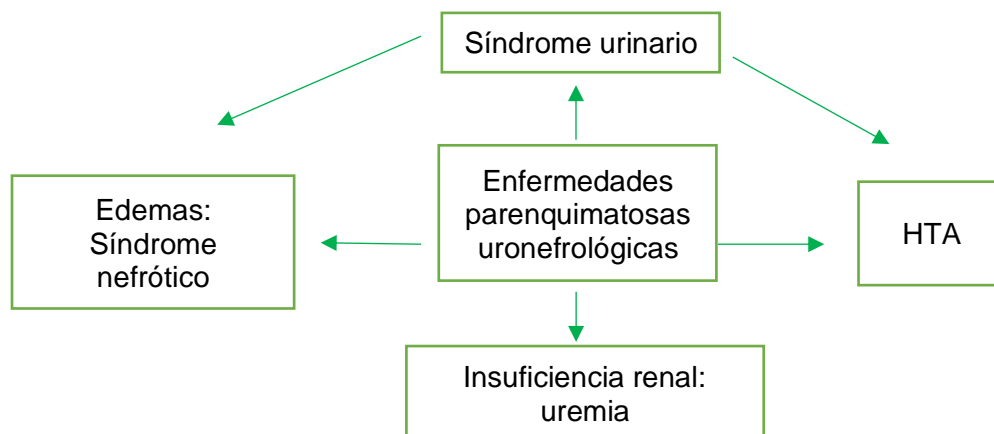 Síndrome urinario
Enfermedades
parenquimatosas
uronefrológicas
Edemas:
Síndrome
nefrótico
HTA
Insuficiencia renal:
uremia